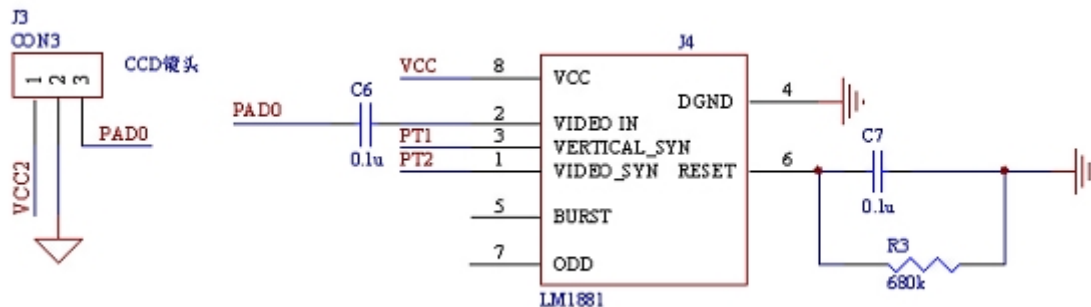 J3
CON3
1
2
3
CCD镜头
PAD0
VCC2
PAD0
C6
0.1u
VCC
PT1
PT2
8
2
3
1
5
7
J4
VCC
VIDEO IN
VERTICAL_SYN
VIDEO_SYN
BURST
ODD
DGND
RESET
LM1881
4
6
C7
0.1u
R3
680k